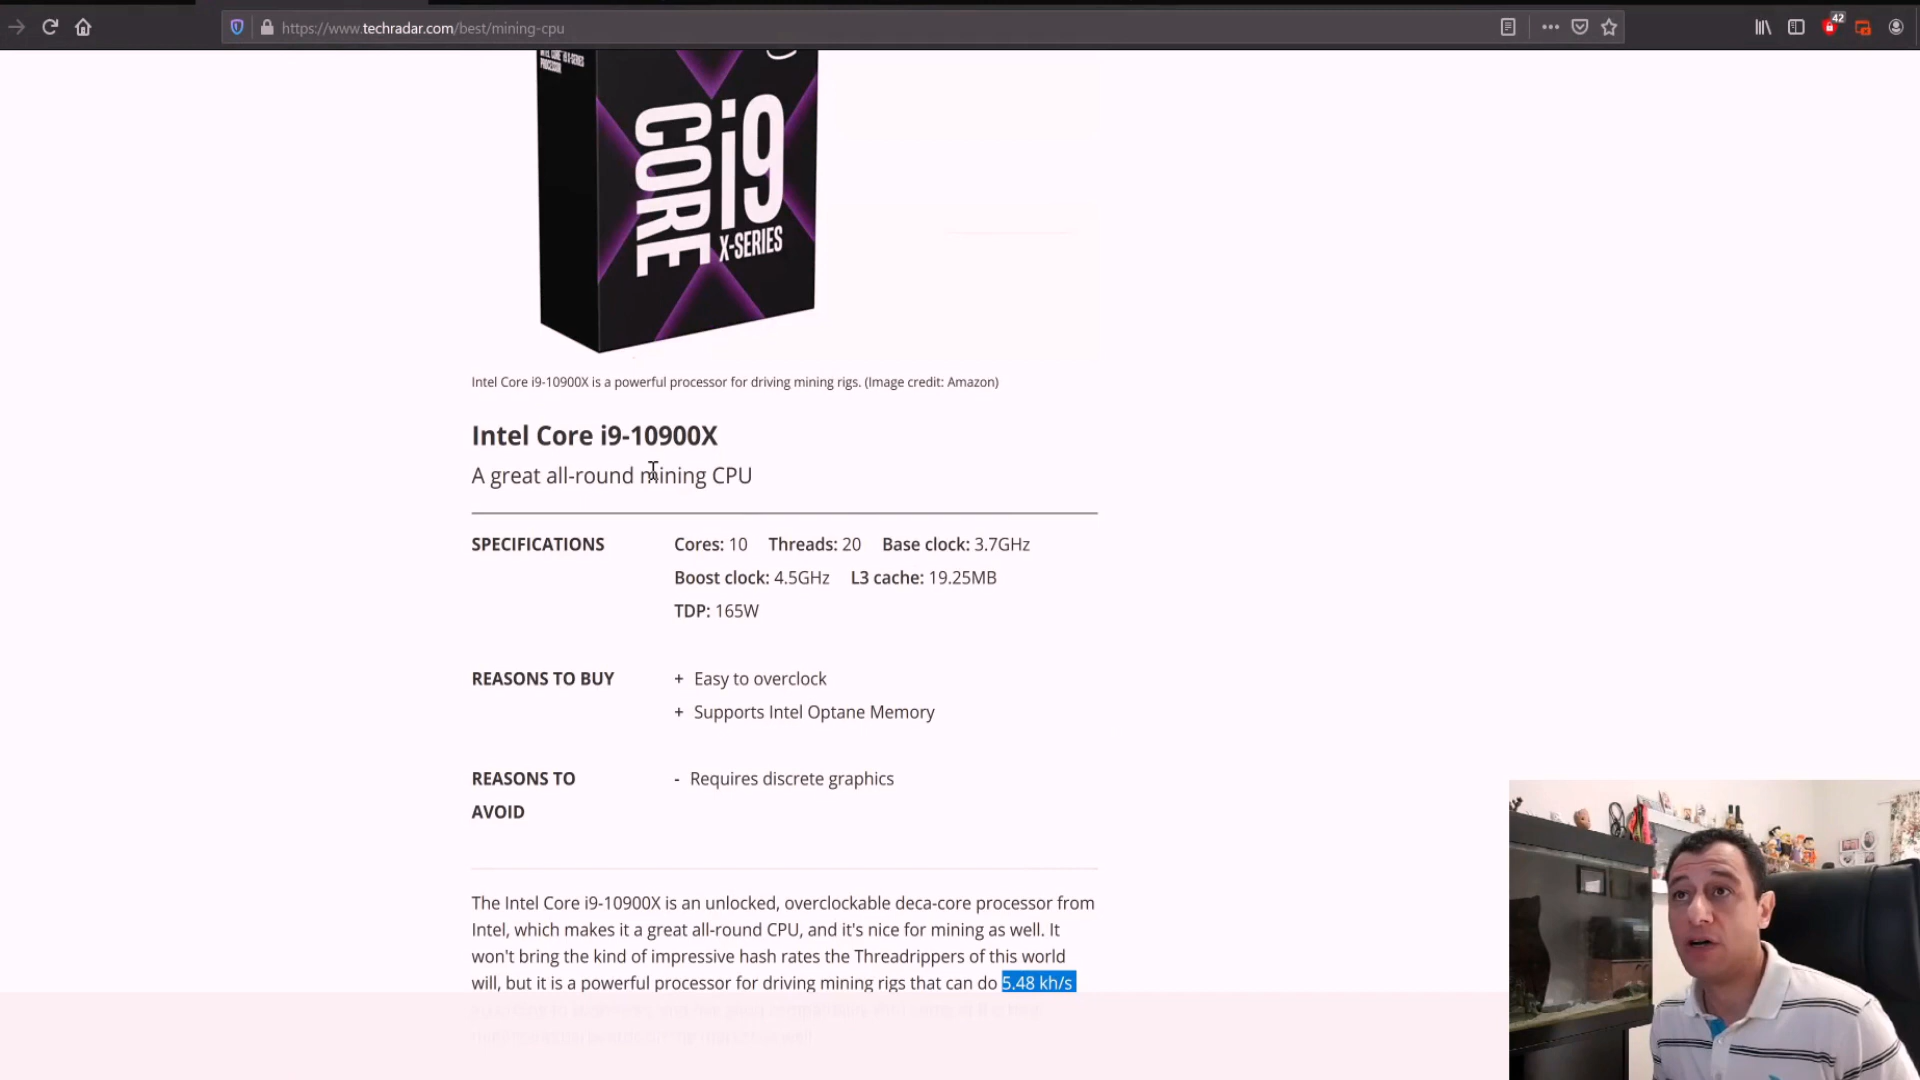 https://www.techradar.com/best/mining-cpu
42
CORE i9
X-SERIES
Intel Core i9-10900X is a powerful processor for driving mining rigs. (Image credit: Amazon)
Intel Core i9-10900X
A great all-round mining CPU
SPECIFICATIONS
Cores: 10 Threads: 20 Base clock: 3.7GHz
Boost clock: 4.5GHz L3 cache: 19.25MB
TDP: 165W
REASONS TO BUY
+ Easy to overclock
+ Supports Intel Optane Memory
REASONS TO
AVOID
- Requires discrete graphics
The Intel Core i9-10900X is an unlocked, overclockable deca-core processor from
Intel, which makes it a great all-round CPU, and it's nice for mining as well. It
won't bring the kind of impressive hash rates the Threadrippers of this world
will, but it is a powerful processor for driving mining rigs that can do 5.48 kh/s